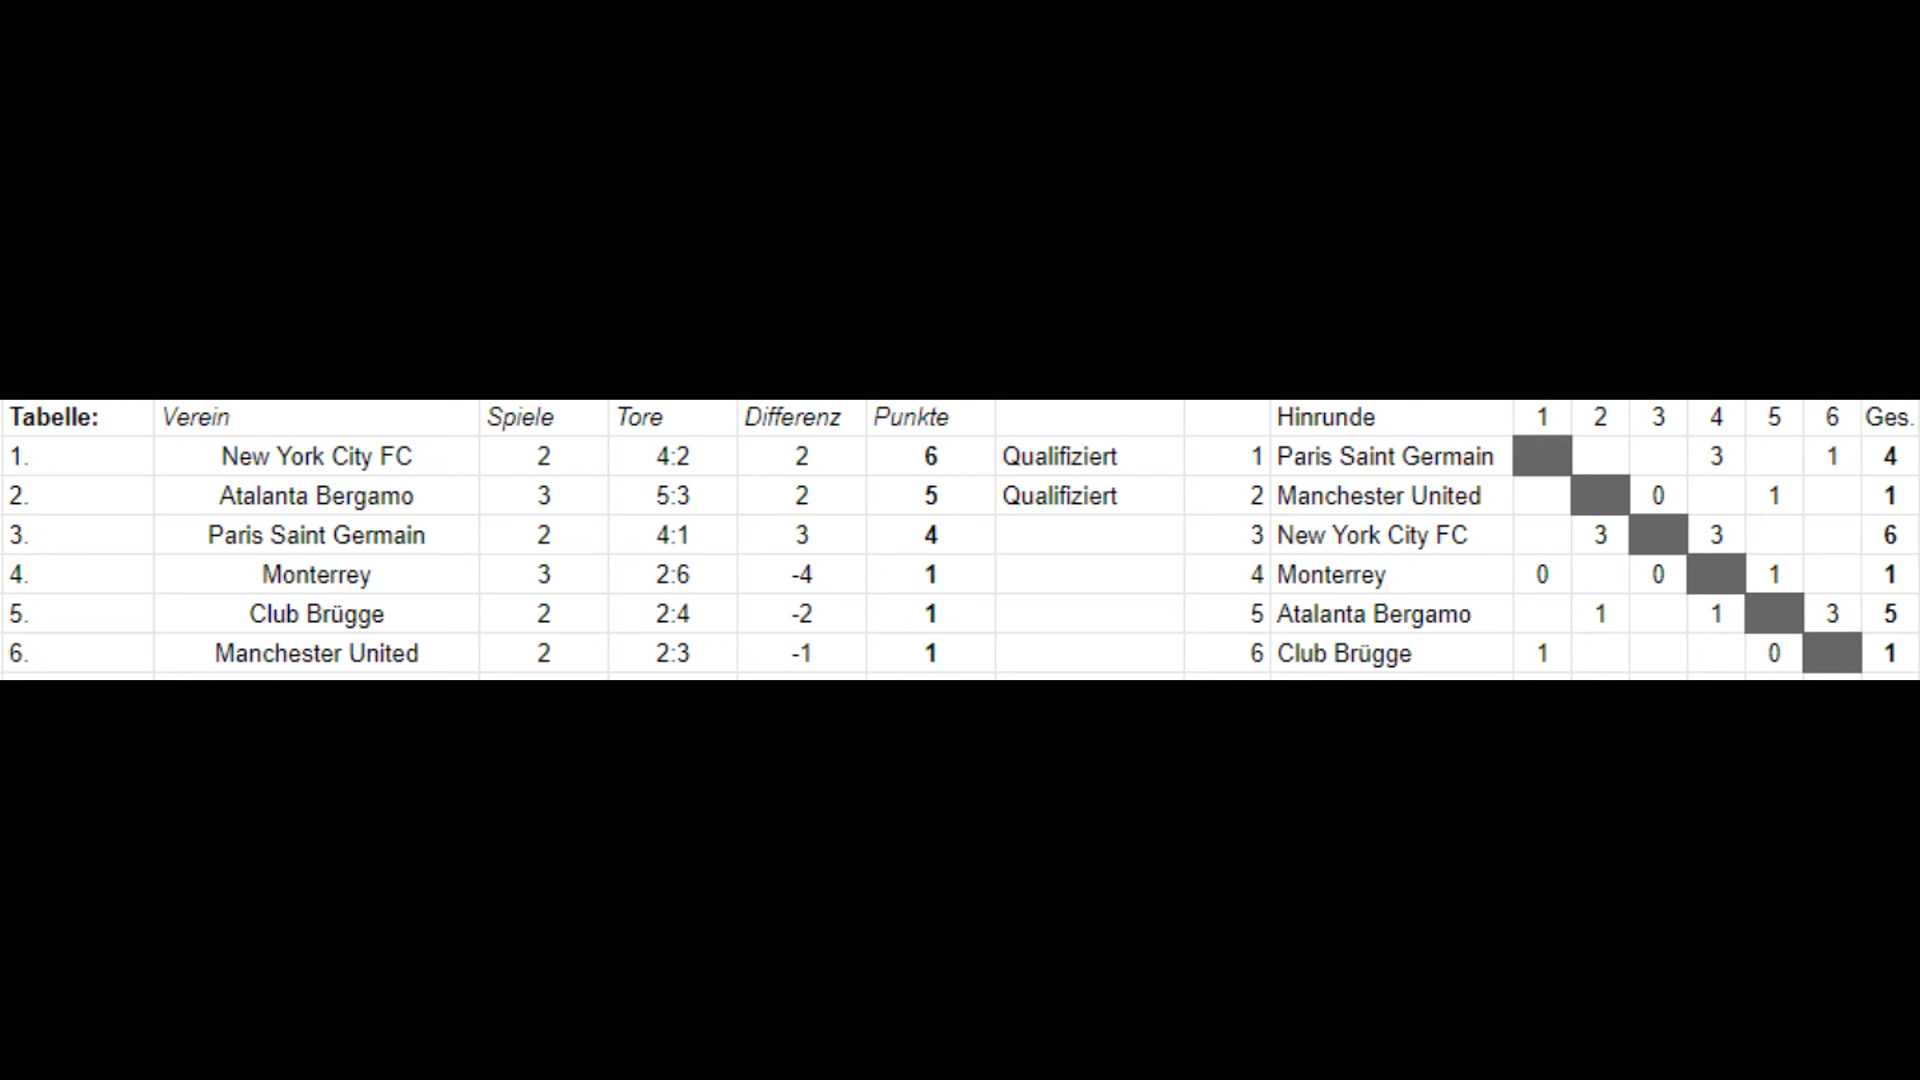 Tabelle: Verein Spiele Tore Differenz Punkte Hinrunde 1 2 3 4 5 6 Ges.
1. New York City FC 2 4:2 2 6 Qualifiziert 1 Paris Saint Germain 3 1 4
2. Atalanta Bergamo 3 5:3 2 5 Qualifiziert 2 Manchester United 0 1 1
3. Paris Saint Germain 2 4:1 3 4 3 New York City FC 3 3 6
4. Monterrey 3 2:6 -4 1 4 Monterrey 0 0 1 1
5. Club Brügge 2 2:4 -2 1 5 Atalanta Bergamo 1 1 3 5
6. Manchester United 2 2:3 -1 1 6 Club Brügge 1 0 1